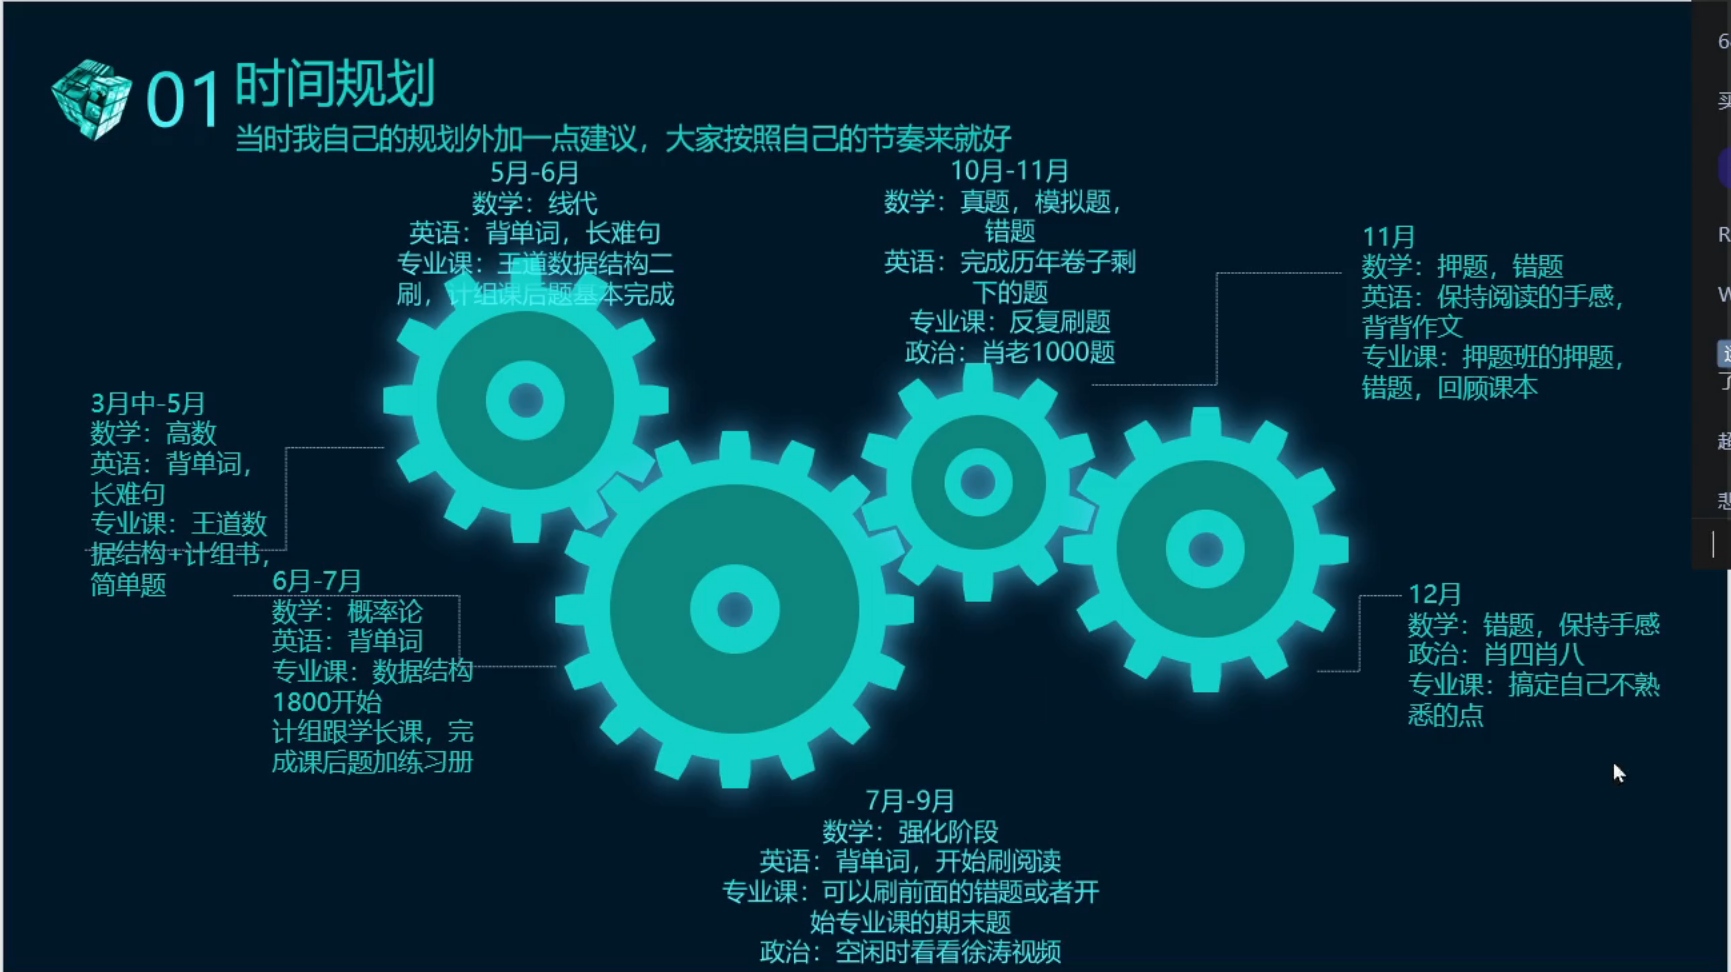 01
时间规划
当时我自己的规划外加一点建议，大家按照自己的节奏来就好
3月中-5月
数学：高数
英语：背单词，
长难句
专业课：王道数
据结构+计组书，
简单题
5月-6月
数学：线代
英语：背单词，长难句
专业课：王道数据结构二
刷，计组课后题基本完成
6月-7月
数学：概率论
英语：背单词
专业课：数据结构
1800开始
计组跟学长课，完
成课后题加练习册
7月-9月
数学：强化阶段
英语：背单词，开始刷阅读
专业课：可以刷前面的错题或者开
始专业课的期末题
政治：空闲时看看徐涛视频
10月-11月
数学：真题，模拟题，
错题
英语：完成历年卷子剩
下的题
专业课：反复刷题
政治：肖老1000题
11月
数学：押题，错题
英语：保持阅读的手感，
背背作文
专业课：押题班的押题，
错题，回顾课本
12月
数学：错题，保持手感
政治：肖四肖八
专业课：搞定自己不熟
悉的点